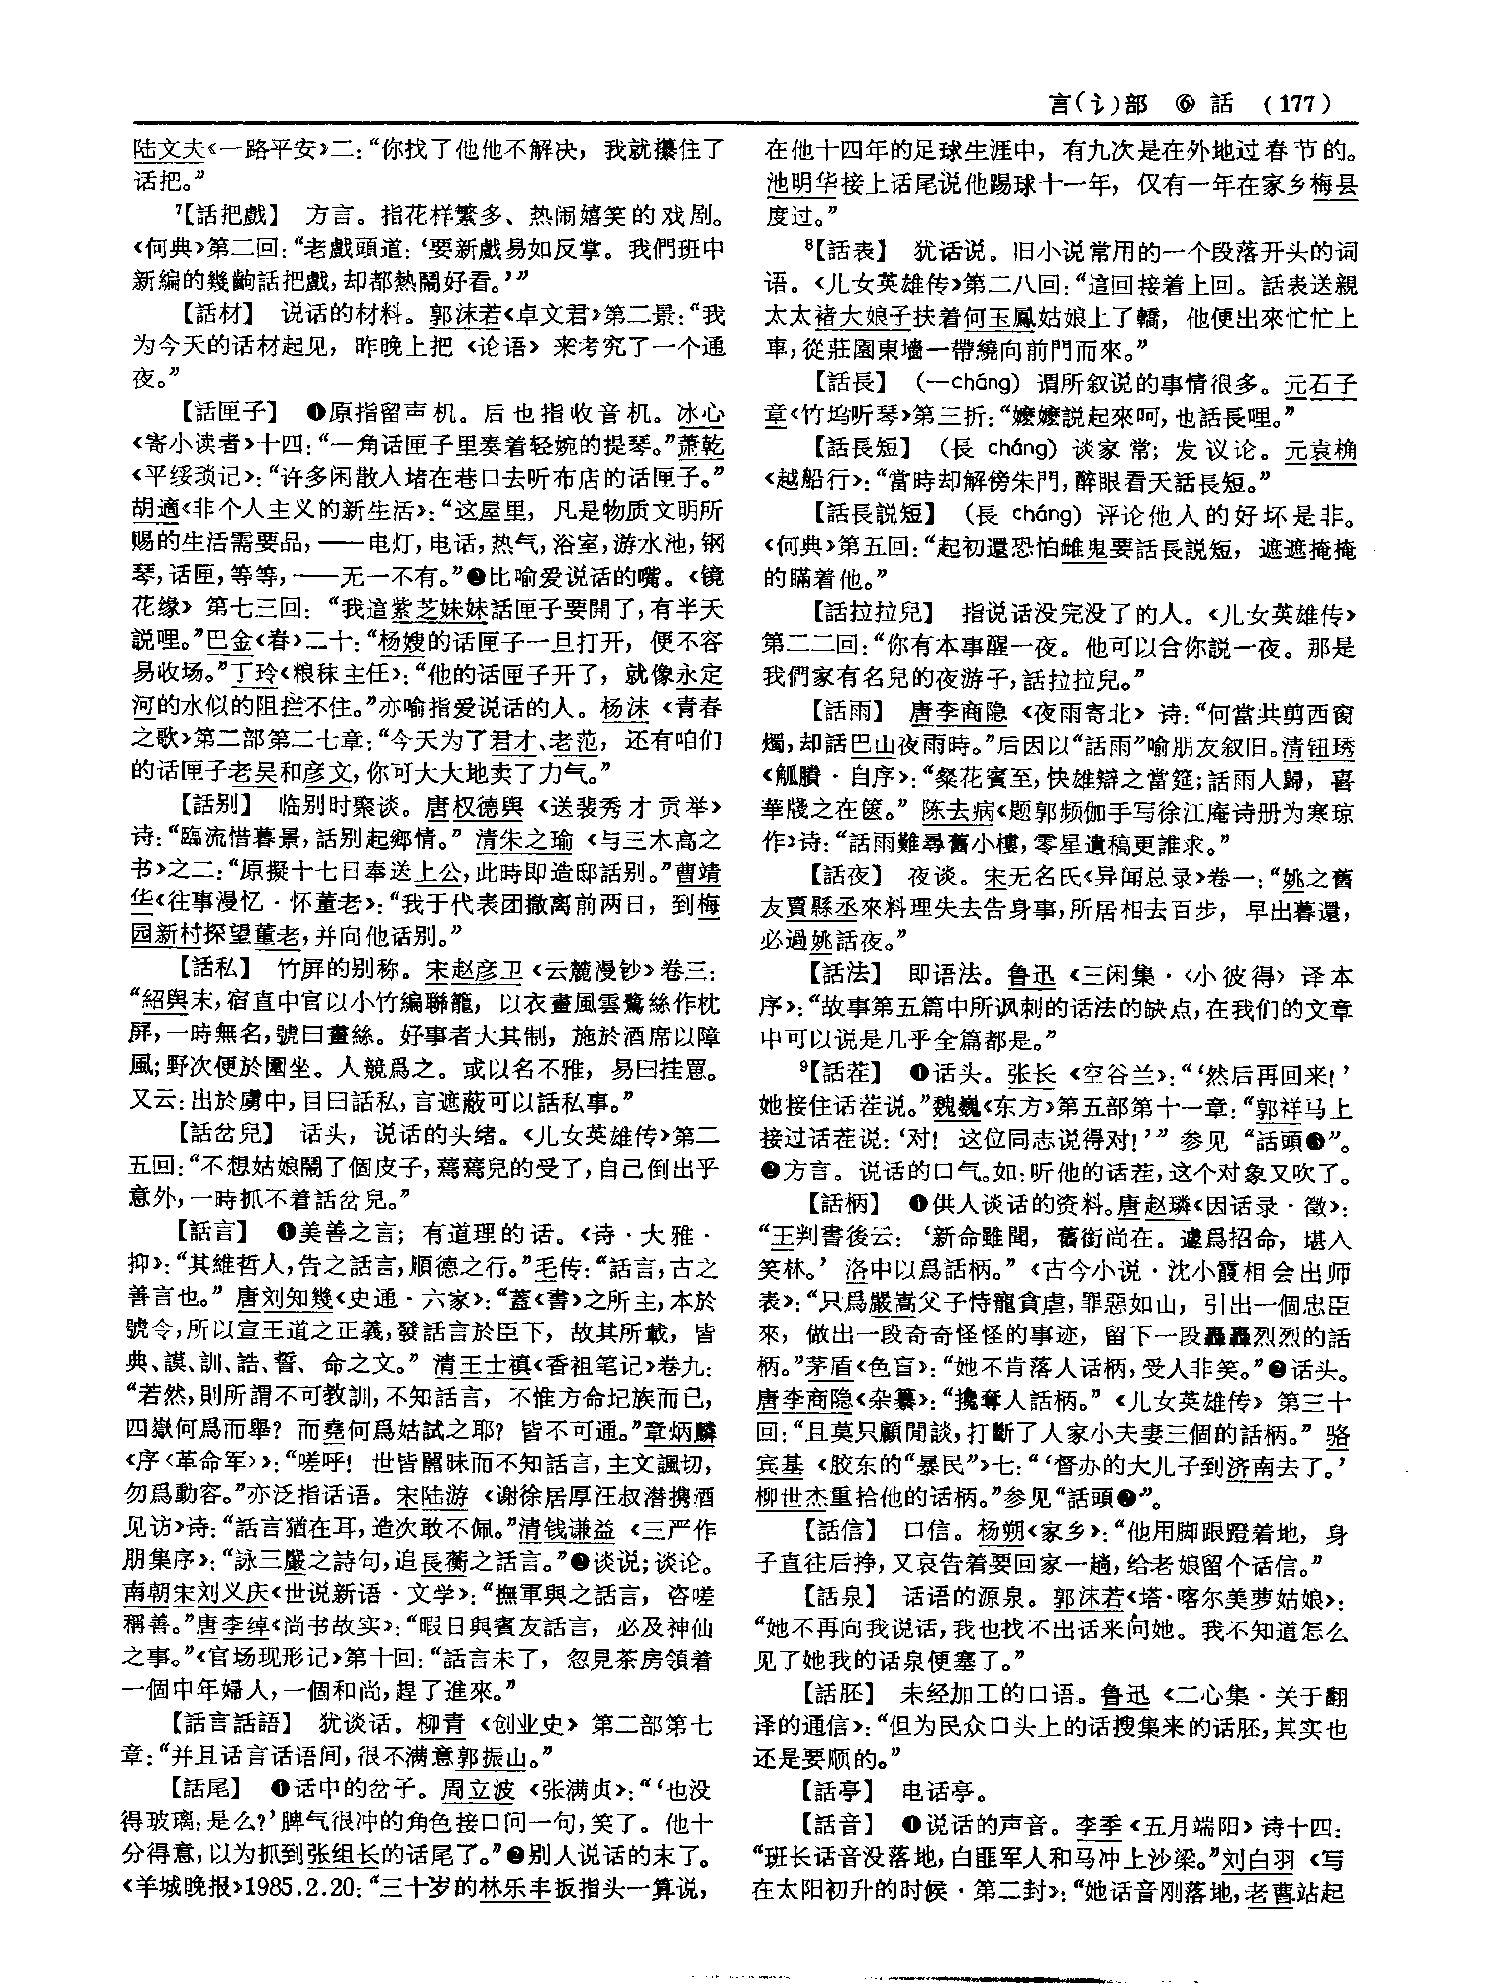 言(讠)部 ⑥ 話 (177)
陆文夫《一路平安》二：“你找了他他不解决，我就攥住了
话把。”
7【話把戲】 方言。指花样繁多、热闹嬉笑的戏剧。
《何典》第二回：“老戲頭道：‘要新戲易如反掌。我們班中
新編的幾齣話把戲，却都熱鬧好看。’”
【話材】 说话的材料。郭沫若《卓文君》第二景：“我
为今天的话材起见，昨晚上把《论语》来考究了一个通
夜。”
【話匣子】 ❶原指留声机。后也指收音机。冰心
《寄小读者》十四：“一角话匣子里奏着轻婉的提琴。”萧乾
《平绥琐记》：“许多闲散人堵在巷口去听布店的话匣子。”
胡適《非个人主义的新生活》：“这屋里，凡是物质文明所
赐的生活需要品，——电灯，电话，热气，浴室，游水池，钢
琴，话匣，等等，——无一不有。”❷比喻爱说话的嘴。《镜
花缘》第七三回：“我這紫芝妹妹話匣子要開了，有半天
説哩。”巴金《春》二十：“杨嫂的话匣子一旦打开，便不容
易收场。”丁玲《粮秣主任》：“他的话匣子开了，就像永定
河的水似的阻拦不住。”亦喻指爱说话的人。杨沫《青春
之歌》第二部第二七章：“今天为了君才、老范，还有咱们
的话匣子老吴和彦文，你可大大地卖了力气。”
【話别】 临别时聚谈。唐权德舆《送裴秀才贡举》
诗：“臨流惜暮景，話别起鄉情。”清朱之瑜《与三木高之
书》之二：“原擬十七日奉送上公，此時即造邸話别。”曹靖
华《往事漫忆·怀董老》：“我于代表团撤离前两日，到梅
园新村探望董老，并向他话别。”
【話私】 竹屏的别称。宋赵彦卫《云麓漫钞》卷三：
“紹興末，宿直中官以小竹編聯籠，以衣畫風雲鷺絲作枕
屏，一時無名，號曰畫絲。好事者大其制，施於酒席以障
風；野次便於圍坐。人競爲之。或以名不雅，易曰挂罳。
又云：出於虜中，目曰話私，言遮蔽可以話私事。”
【話岔兒】 话头，说话的头绪。《儿女英雄传》第二
五回：“不想姑娘鬧了個皮子，蔫蔫兒的受了，自己倒出乎
意外，一時抓不着話岔兒。”
【話言】 ❶美善之言；有道理的话。《诗·大雅·
抑》：“其維哲人，告之話言，順德之行。”毛传：“話言，古之
善言也。”唐刘知幾《史通·六家》：“蓋《書》之所主，本於
號令，所以宣王道之正義，發話言於臣下，故其所載，皆
典、謨、訓、誥、誓、命之文。”清王士禛《香祖笔记》卷九：
“若然，則所謂不可教訓，不知話言，不惟方命圮族而已，
四嶽何爲而舉？而堯何爲姑試之耶？皆不可通。”章炳麟
《序〈革命军〉》：“嗟呼！世皆嚚昧而不知話言，主文諷切，
勿爲動容。”亦泛指话语。宋陆游《谢徐居厚汪叔潜携酒
见访》诗：“話言猶在耳，造次敢不佩。”清钱谦益《三严作
朋集序》：“詠三嚴之詩句，追長蘅之話言。”❷谈说；谈论。
南朝宋刘义庆《世说新语·文学》：“撫軍與之話言，咨嗟
稱善。”唐李绰《尚书故实》：“暇日與賓友話言，必及神仙
之事。”《官场现形记》第十回：“話言未了，忽見茶房領着
一個中年婦人，一個和尚，趕了進來。”
【話言話語】 犹谈话。柳青《创业史》第二部第七
章：“并且话言话语间，很不满意郭振山。”
【話尾】 ❶话中的岔子。周立波《张满贞》：“‘也没
得玻璃；是么？’脾气很冲的角色接口问一句，笑了。他十
分得意，以为抓到张组长的话尾了。”❷别人说话的末了。
《羊城晚报》1985.2.20：“三十岁的林乐丰扳指头一算说，
在他十四年的足球生涯中，有九次是在外地过春节的。
池明华接上话尾说他踢球十一年，仅有一年在家乡梅县
度过。”
8【話表】 犹话说。旧小说常用的一个段落开头的词
语。《儿女英雄传》第二八回：“這回接着上回。話表送親
太太褚大娘子扶着何玉鳳姑娘上了轎，他便出來忙忙上
車；從莊園東墻一帶繞向前門而來。”
【話長】 （—cháng）谓所叙说的事情很多。元石子
章《竹坞听琴》第三折：“嬷嬷説起來呵，也話長哩。”
【話長短】 （長 cháng）谈家常；发议论。元袁桷
《越船行》：“當時却解傍朱門，醉眼看天話長短。”
【話長説短】 （長 cháng）评论他人的好坏是非。
《何典》第五回：“起初還恐怕雌鬼要話長説短，遮遮掩掩
的瞞着他。”
【話拉拉兒】 指说话没完没了的人。《儿女英雄传》
第二二回：“你有本事醒一夜。他可以合你説一夜。那是
我們家有名兒的夜游子，話拉拉兒。”
【話雨】 唐李商隐《夜雨寄北》诗：“何當共剪西窗
燭，却話巴山夜雨時。”后因以“話雨”喻朋友叙旧。清钮琇
《觚賸·自序》：“粲花賓至，快雄辯之當筵；話雨人歸，喜
華牋之在篋。”陈去病《题郭频伽手写徐江庵诗册为寒琼
作》诗：“話雨難尋舊小樓，零星遺稿更誰求。”
【話夜】 夜谈。宋无名氏《异闻总录》卷一：“姚之舊
友賈縣丞來料理失去告身事，所居相去百步，早出暮還，
必過姚話夜。”
【話法】 即语法。鲁迅《三闲集·〈小彼得〉译本
序》：“故事第五篇中所讽刺的话法的缺点，在我们的文章
中可以说是几乎全篇都是。”
9【話茬】 ❶话头。张长《空谷兰》：“‘然后再回来！’
她接住话茬说。”魏巍《东方》第五部第十一章：“郭祥马上
接过话茬说：‘对！这位同志说得对！’”参见“話頭❶”。
❷方言。说话的口气。如：听他的话茬，这个对象又吹了。
【話柄】 ❶供人谈话的资料。唐赵璘《因话录·徵》：
“王判書後云：‘新命雖聞，舊銜尚在。遽爲招命，堪入
笑林。’洛中以爲話柄。”《古今小说·沈小霞相会出师
表》：“只爲嚴嵩父子恃寵貪虐，罪惡如山，引出一個忠臣
來，做出一段奇奇怪怪的事迹，留下一段轟轟烈烈的話
柄。”茅盾《色盲》：“她不肯落人话柄，受人非笑。”❷话头。
唐李商隐《杂纂》：“攙奪人話柄。”《儿女英雄传》第三十
回：“且莫只顧閒談，打斷了人家小夫妻三個的話柄。”骆
宾基《胶东的“暴民”》七：“‘督办的大儿子到济南去了。’
柳世杰重拾他的话柄。”参见“話頭❷”。
【話信】 口信。杨朔《家乡》：“他用脚跟蹬着地，身
子直往后挣，又哀告着要回家一趟，给老娘留个话信。”
【話泉】 话语的源泉。郭沫若《塔·喀尔美萝姑娘》：
“她不再向我说话，我也找不出话来问她。我不知道怎么
见了她我的话泉便塞了。”
【話胚】 未经加工的口语。鲁迅《二心集·关于翻
译的通信》：“但为民众口头上的话搜集来的话胚，其实也
还是要顺的。”
【話亭】 电话亭。
【話音】 ❶说话的声音。李季《五月端阳》诗十四：
“班长话音没落地，白匪军人和马冲上沙梁。”刘白羽《写
在太阳初升的时候·第二封》：“她话音刚落地，老曹站起